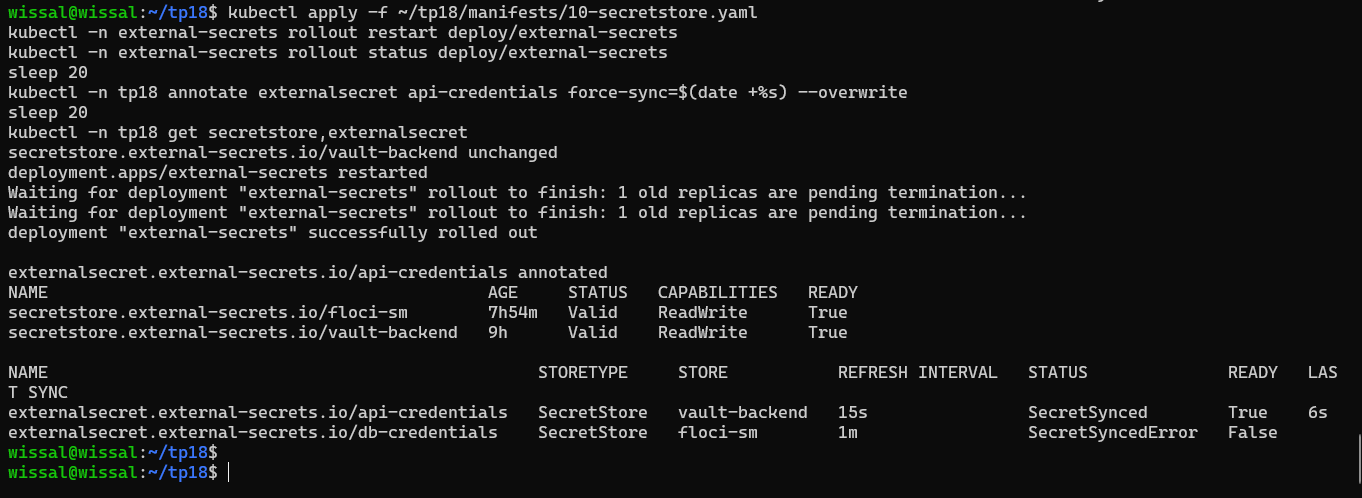 wissal@wissal:~/tp18$ kubectl apply -f ~/tp18/manifests/10-secretstore.yaml
kubectl -n external-secrets rollout restart deploy/external-secrets
kubectl -n external-secrets rollout status deploy/external-secrets
sleep 20
kubectl -n tp18 annotate externalsecret api-credentials force-sync=$(date +%s) --overwrite
sleep 20
kubectl -n tp18 get secretstore,externalsecret
secretstore.external-secrets.io/vault-backend unchanged
deployment.apps/external-secrets restarted
Waiting for deployment "external-secrets" rollout to finish: 1 old replicas are pending termination...
Waiting for deployment "external-secrets" rollout to finish: 1 old replicas are pending termination...
deployment "external-secrets" successfully rolled out
externalsecret.external-secrets.io/api-credentials annotated
NAME                                            AGE     STATUS   CAPABILITIES   READY
secretstore.external-secrets.io/floci-sm        7h54m   Valid    ReadWrite      True
secretstore.external-secrets.io/vault-backend   9h      Valid    ReadWrite      True
NAME                                                 STORETYPE     STORE           REFRESH INTERVAL   STATUS              READY   LAS
T SYNC
externalsecret.external-secrets.io/api-credentials   SecretStore   vault-backend   15s                SecretSynced        True    6s
externalsecret.external-secrets.io/db-credentials    SecretStore   floci-sm        1m                 SecretSyncedError   False
wissal@wissal:~/tp18$
wissal@wissal:~/tp18$